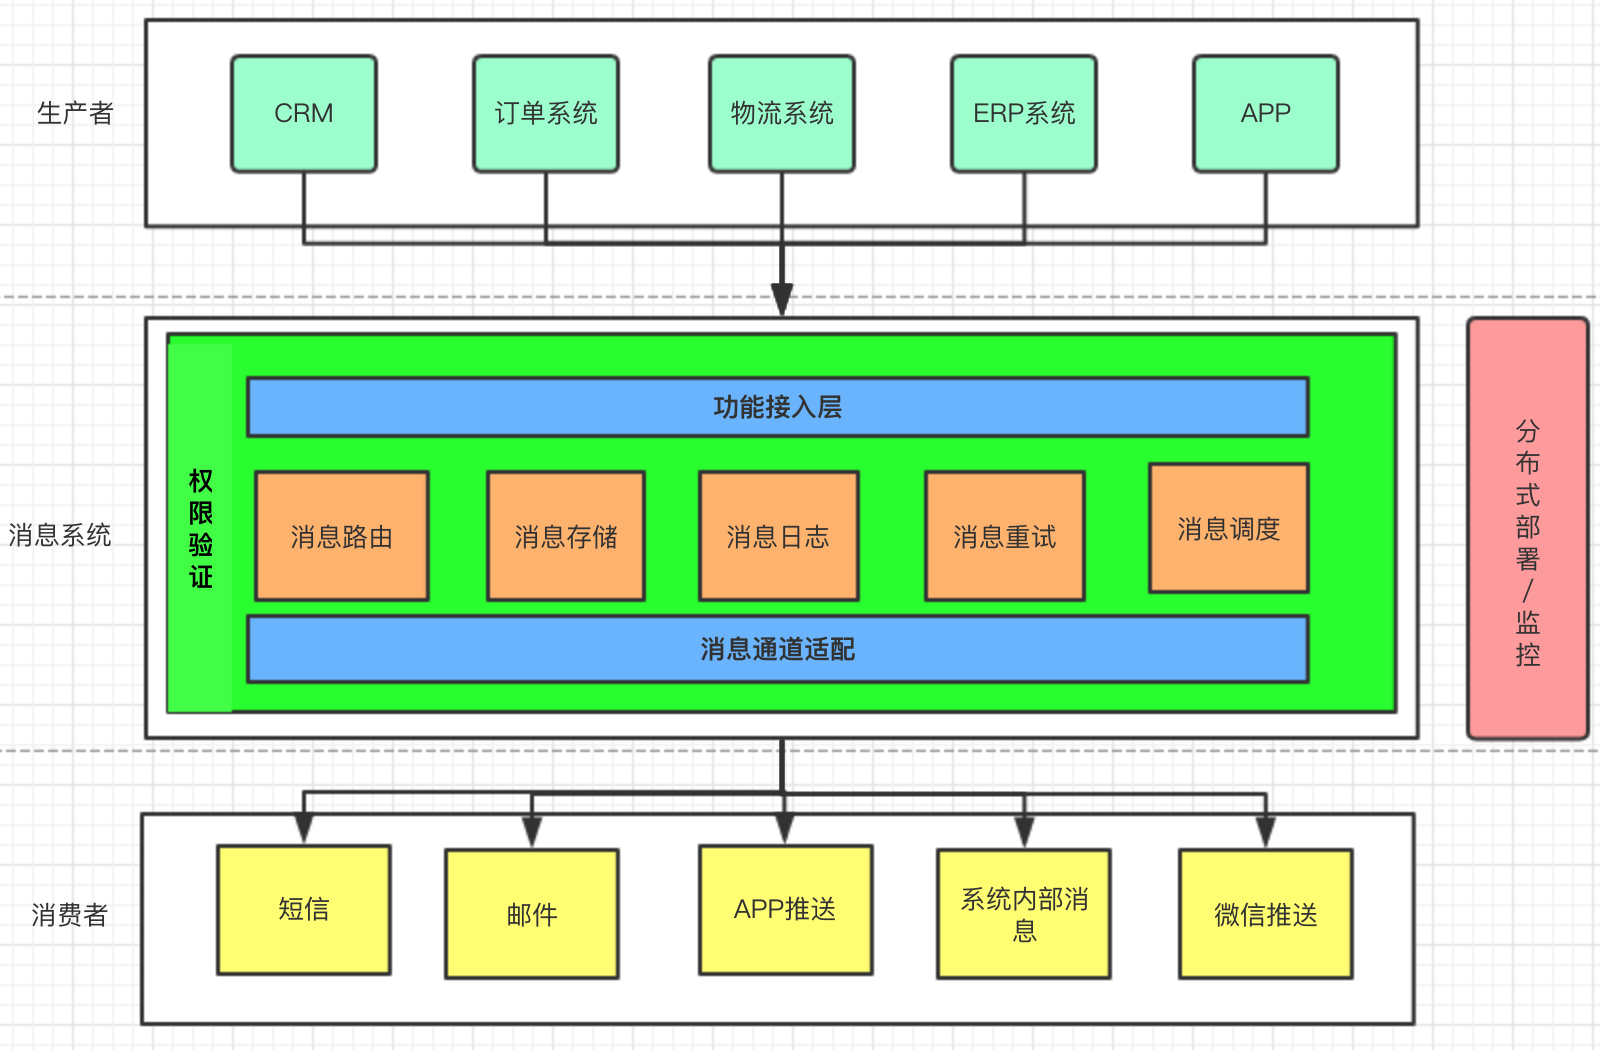 生产者
CRM
订单系统
物流系统
ERP系统
APP
消息系统
权
限
验
证
功能接入层
消息路由
消息存储
消息日志
消息重试
消息调度
消息通道适配
分
布
式
部
署
/
监
控
消费者
短信
邮件
APP推送
系统内部消
息
微信推送